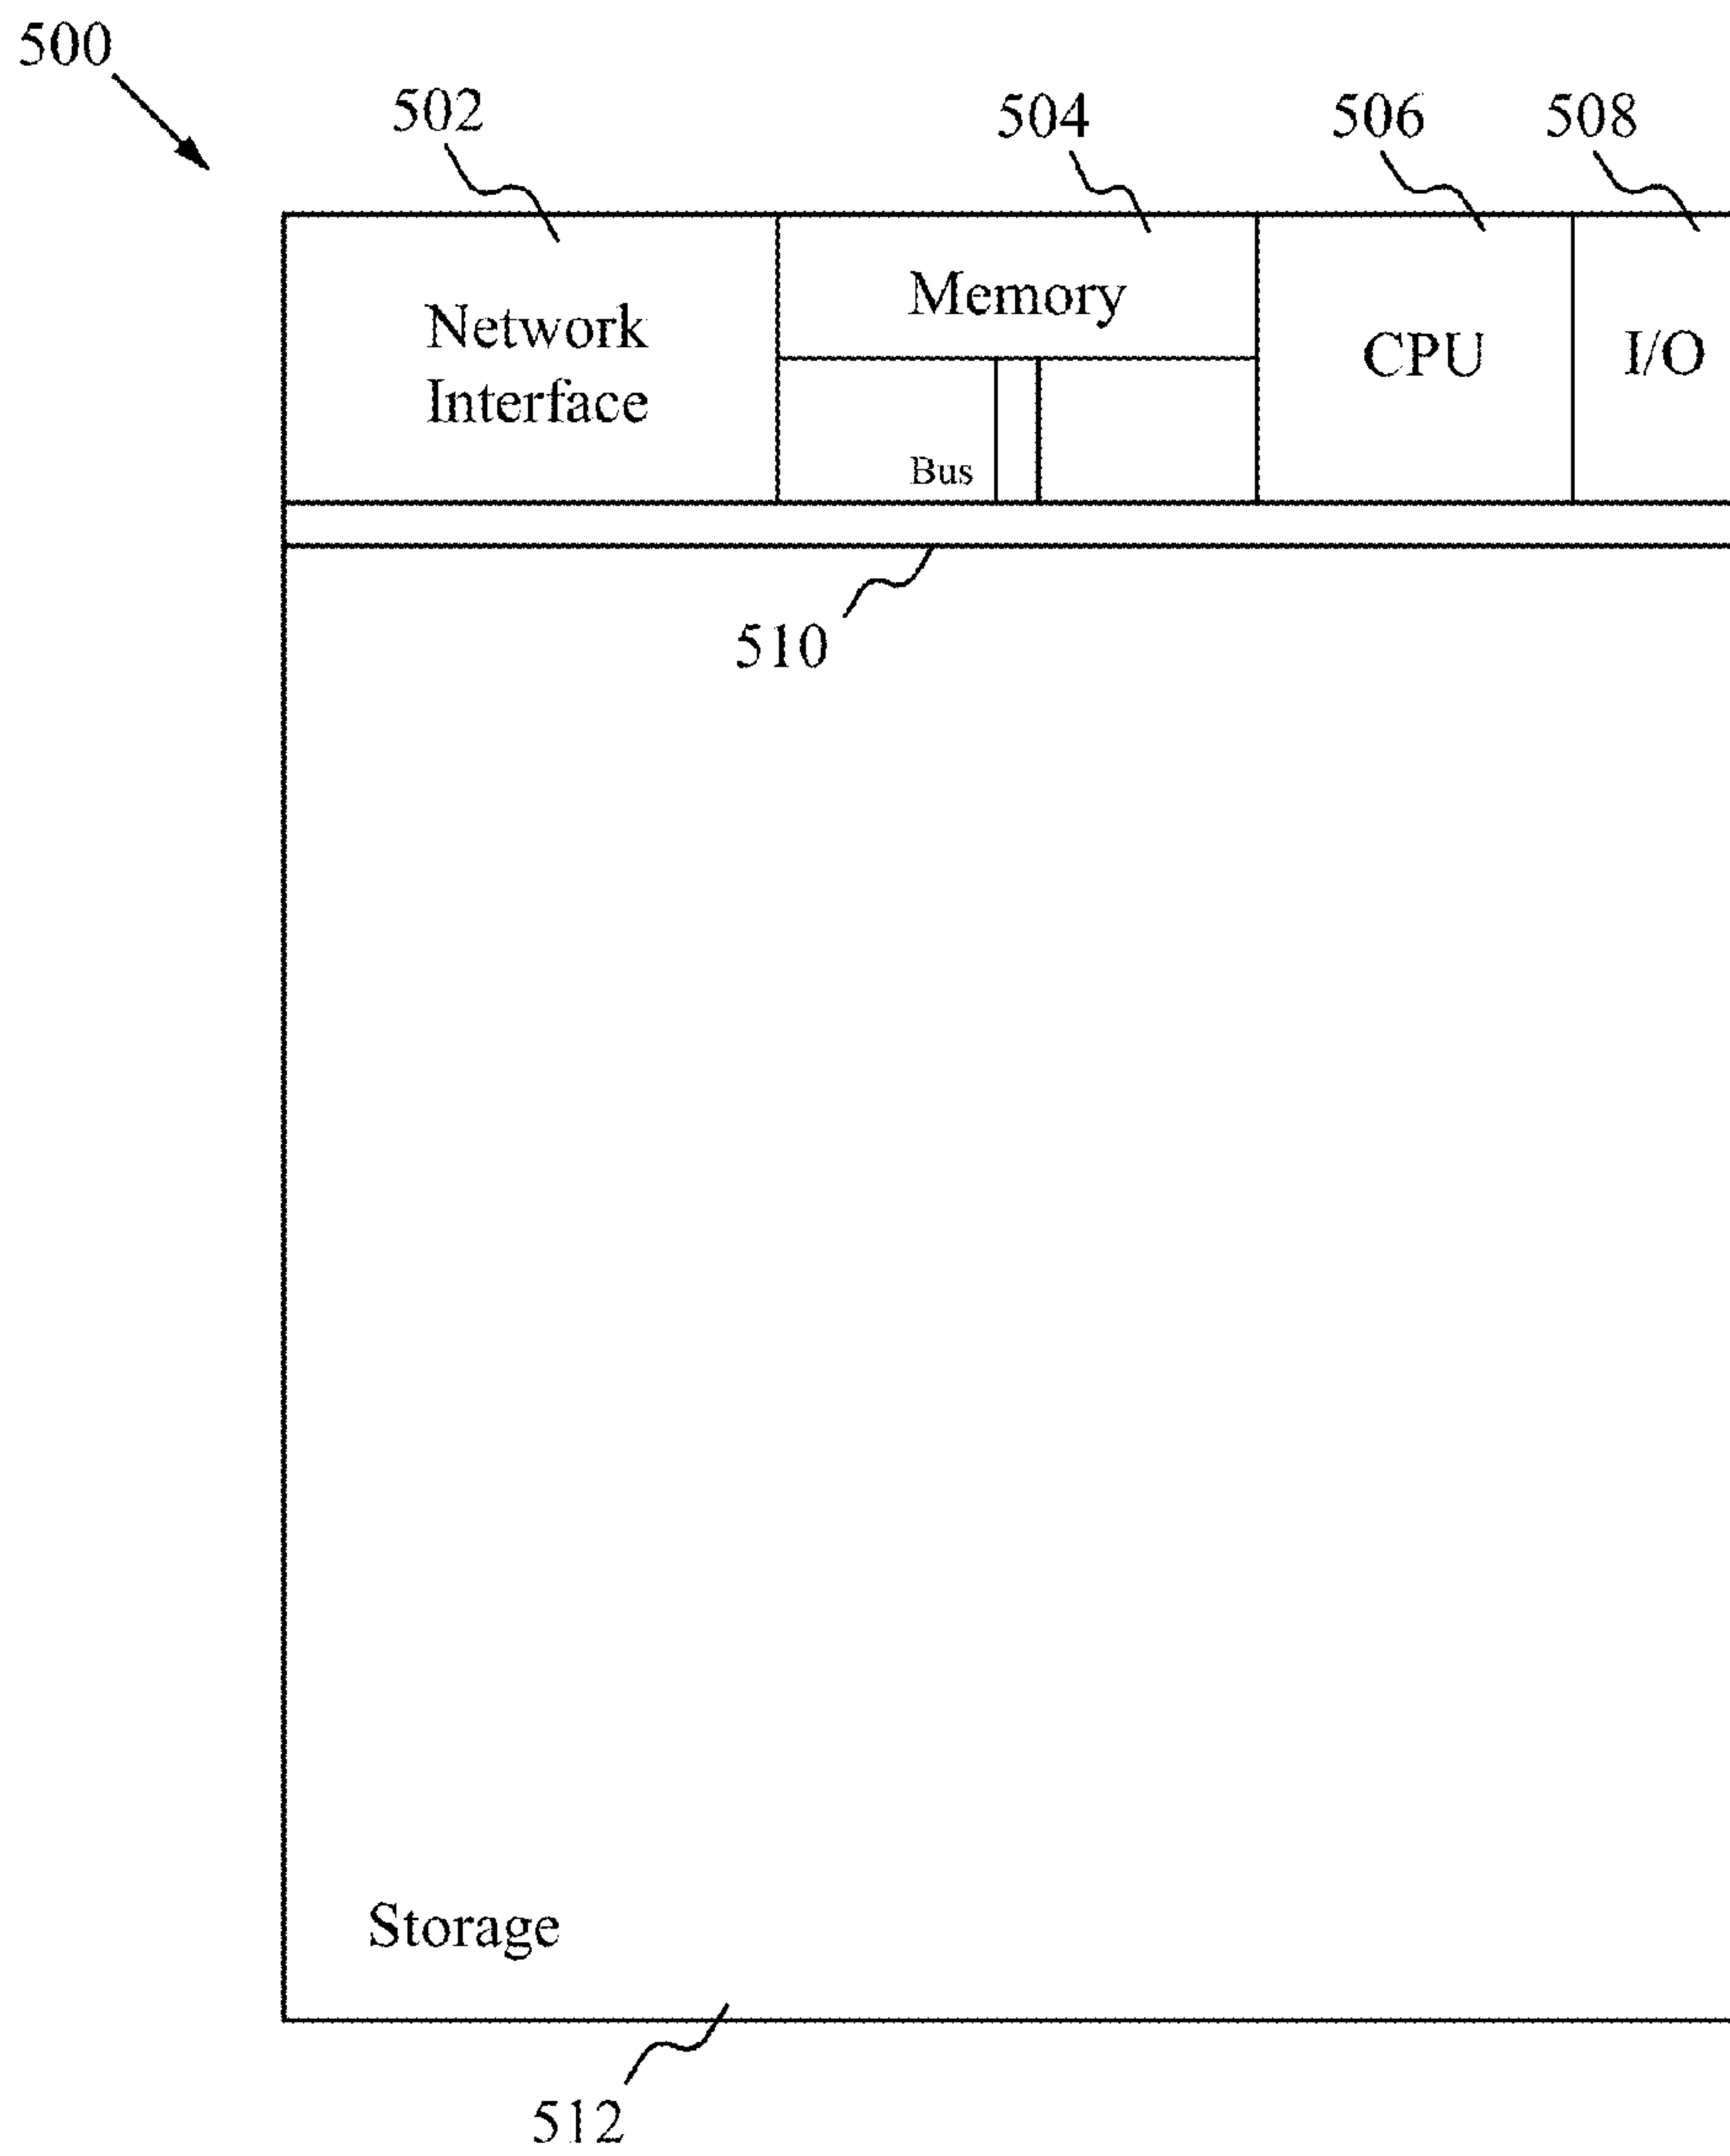 500
502
504
506
508
Network
Interface
Memory
CPU
I/O
Bus
510
Storage
512